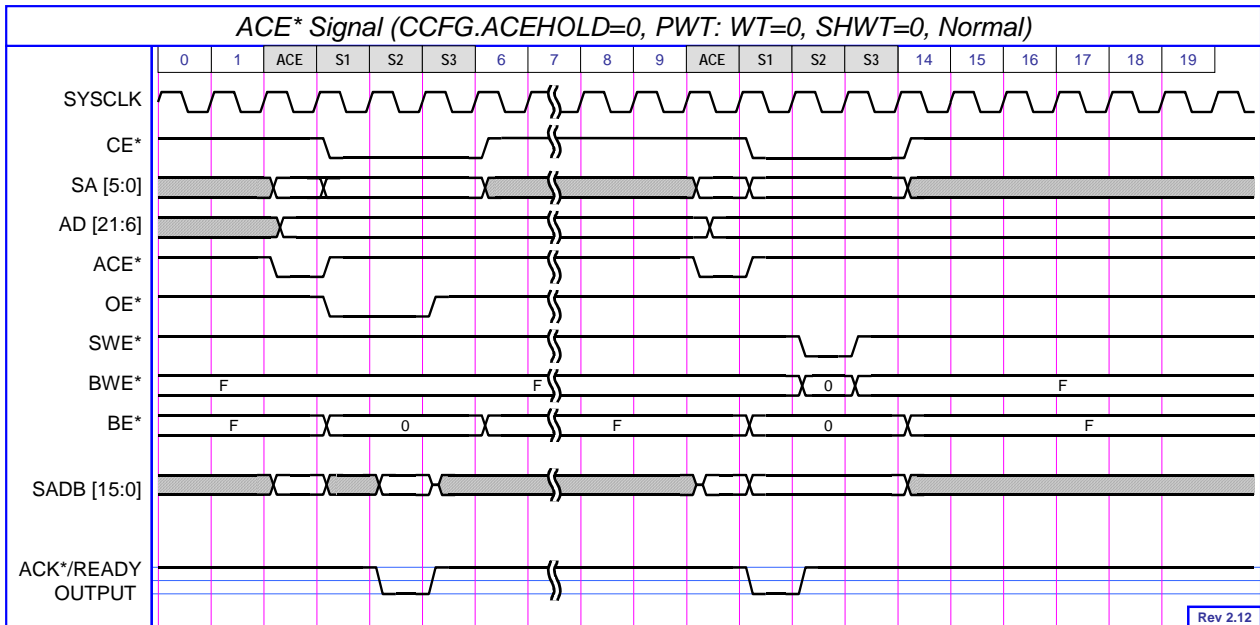 ACE* Signal (CCFG.ACEHOLD=0, PWT: WT=0, SHWT=0, Normal)
0 1 ACE S1 S2 S3 6 7 8 9 ACE S1 S2 S3 14 15 16 17 18 19
SYSCLK
CE*
SA [5:0]
AD [21:6]
ACE*
OE*
SWE*
BWE* F F 0 F
BE* F 0 F 0 F
SADB [15:0]
ACK*/READY
OUTPUT
Rev 2.12